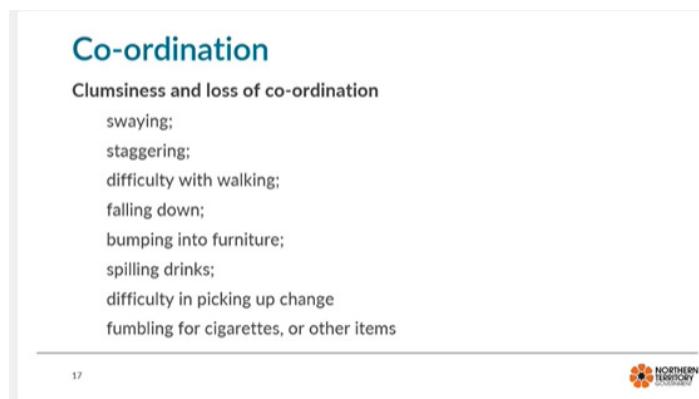 Co-ordination
Clumsiness and loss of co-ordination
swaying;
staggering;
difficulty with walking;
falling down;
bumping into furniture;
spilling drinks;
difficulty in picking up change
fumbling for cigarettes, or other items
17
NORTHERN
TERRITORY
GOVERNMENT